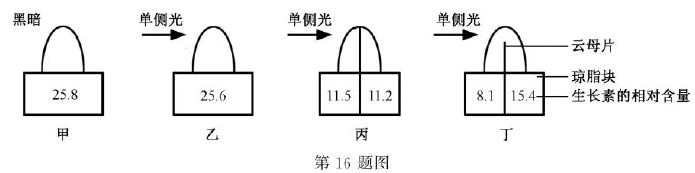 黑暗
单侧光
单侧光
单侧光
云母片
琼脂块
生长素的相对含量
25.8
25.6
11.5 11.2
8.1 15.4
甲
乙
丙
丁
第16题图